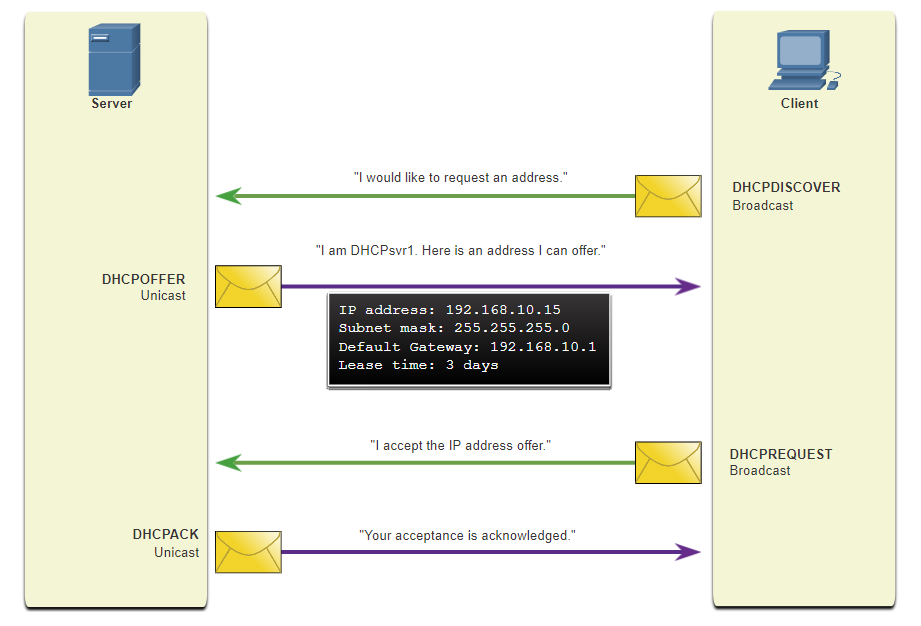 Server
Client
"I would like to request an address."
DHCPDISCOVER
Broadcast
"I am DHCPsvr1. Here is an address I can offer."
DHCPOFFER
Unicast
IP address: 192.168.10.15
Subnet mask: 255.255.255.0
Default Gateway: 192.168.10.1
Lease time: 3 days
"I accept the IP address offer."
DHCPREQUEST
Broadcast
DHCPACK
Unicast
"Your acceptance is acknowledged."